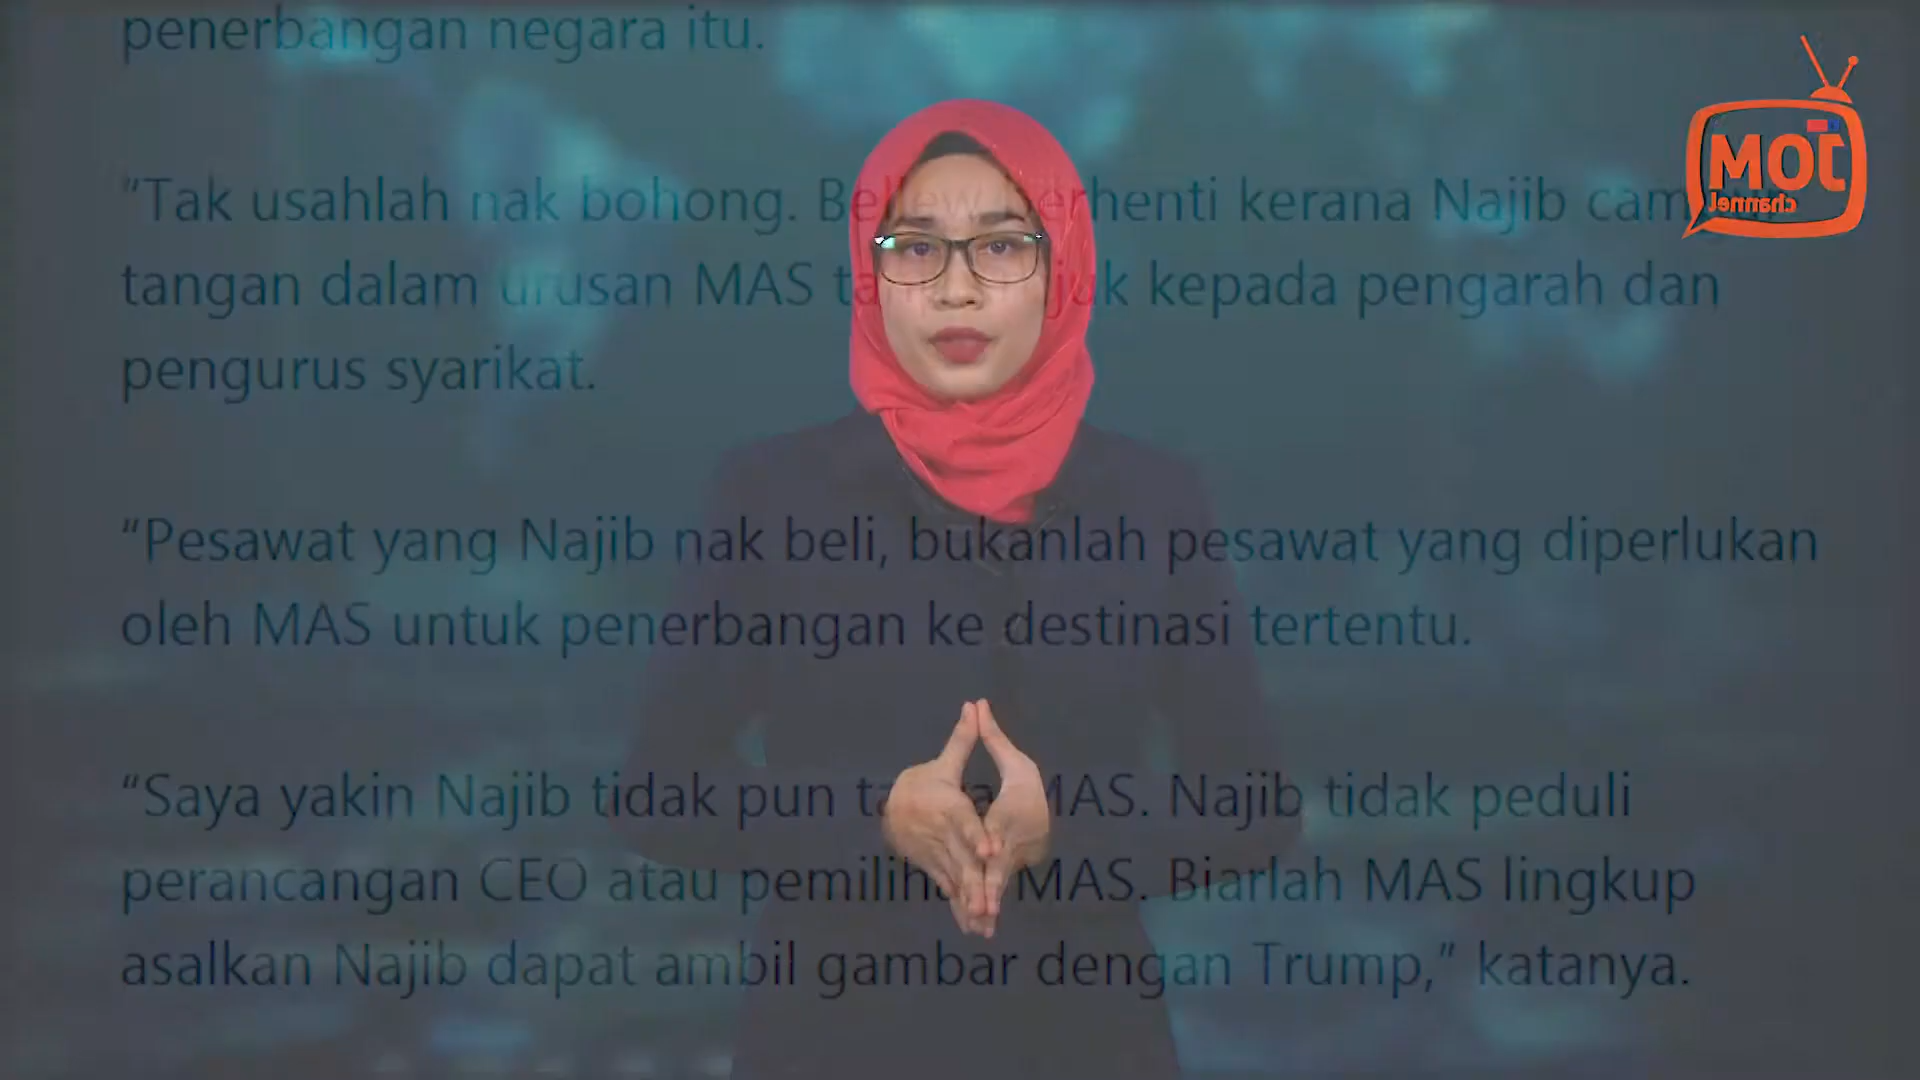 penerbangan negara itu.
“Tak usahlah nak bohong. Bellew berhenti kerana Najib
tangan dalam urusan MAS kepada pengarah dan
pengurus syarikat.
“Pesawat yang Najib nak beli, bukanlah pesawat yang diperlukan
oleh MAS untuk penerbangan ke destinasi tertentu.
“Saya yakin Najib tidak pun tanya MAS. Najib tidak peduli
perancangan CEO atau pemilihan MAS. Biarlah MAS lingkup
asalkan Najib dapat ambil gambar dengan Trump,” katanya.
JOM
channel